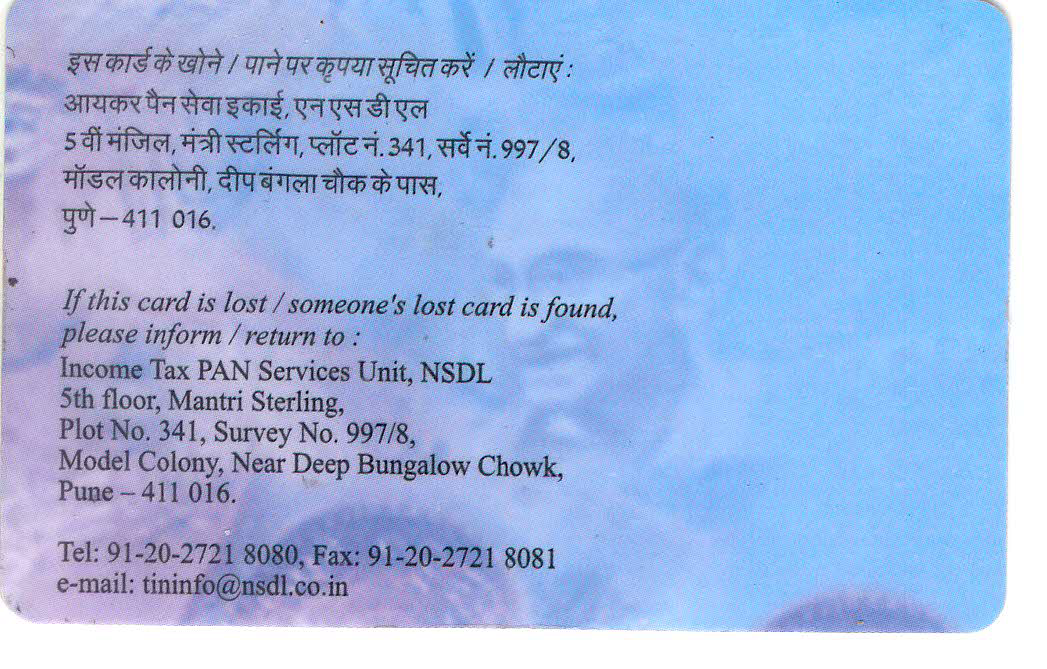 इस कार्ड के खोने / पाने पर कृपया सूचित करें / लौटाएं :
आयकर पैन सेवा इकाई, एन एस डी एल
5 वीं मंजिल, मंत्री स्टर्लिंग, प्लॉट नं. 341, सर्वे नं. 997/8,
मॉडल कालोनी, दीप बंगला चौक के पास,
पुणे – 411 016.
If this card is lost / someone's lost card is found,
please inform / return to :
Income Tax PAN Services Unit, NSDL
5th floor, Mantri Sterling,
Plot No. 341, Survey No. 997/8,
Model Colony, Near Deep Bungalow Chowk,
Pune – 411 016.
Tel: 91-20-2721 8080, Fax: 91-20-2721 8081
e-mail: tininfo@nsdl.co.in